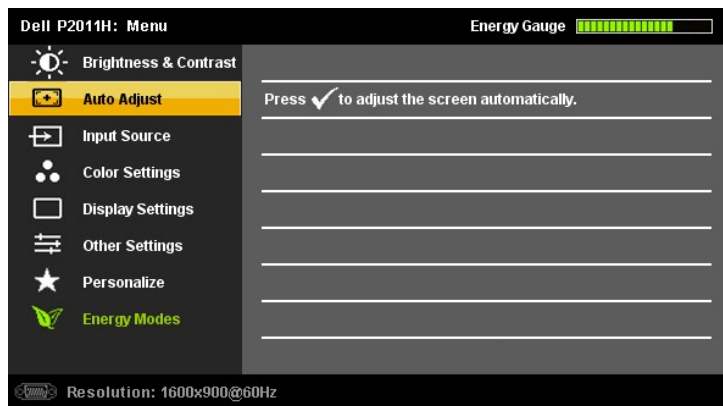 Dell P2011H: Menu
Energy Gauge
Brightness & Contrast
Auto Adjust
Press ✓ to adjust the screen automatically.
Input Source
Color Settings
Display Settings
Other Settings
Personalize
Energy Modes
Resolution: 1600x900@60Hz